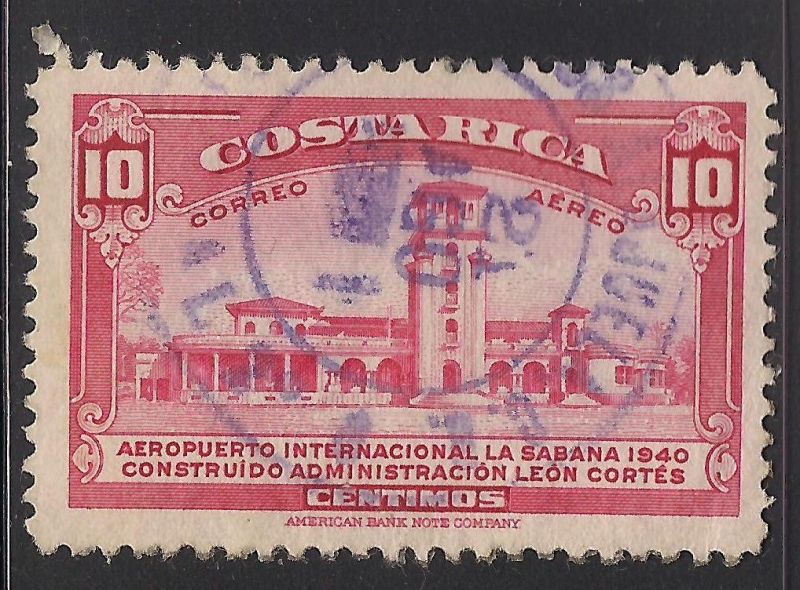 COSTA RICA
10 10
CORREO AÉREO
AEROPUERTO INTERNACIONAL LA SABANA 1940
CONSTRUÍDO ADMINISTRACIÓN LEÓN CORTÉS
CÉNTIMOS
AMERICAN BANK NOTE COMPANY